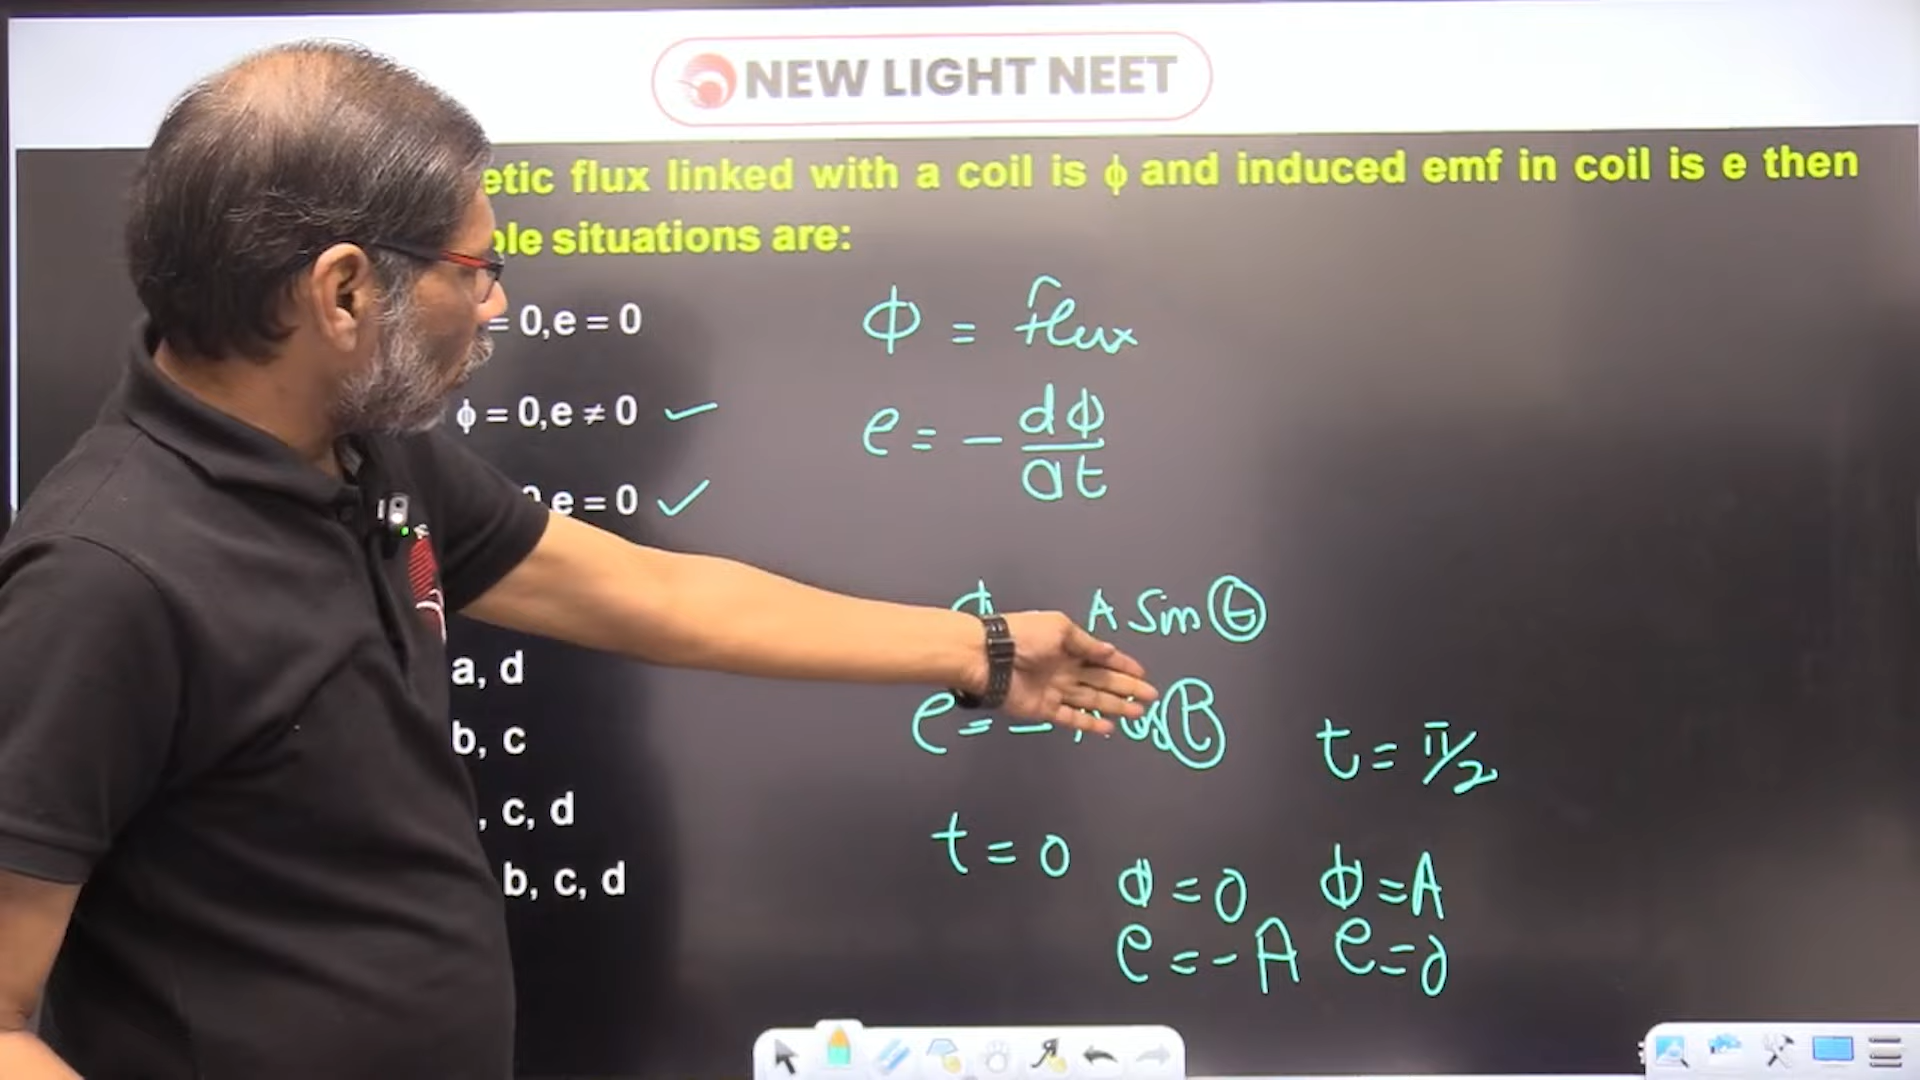 NEW LIGHT NEET
etic flux linked with a coil is ϕ and induced emf in coil is e then
ble situations are:
= 0,e = 0
ϕ = 0,e ≠ 0 ✓
e = 0 ✓
a, d
b, c
, c, d
b, c, d
Φ = flux
e = - dΦ/dt
A Sin t
e = - t
t = π/2
t = 0
Φ = 0
e = -A
Φ = A
e = 0